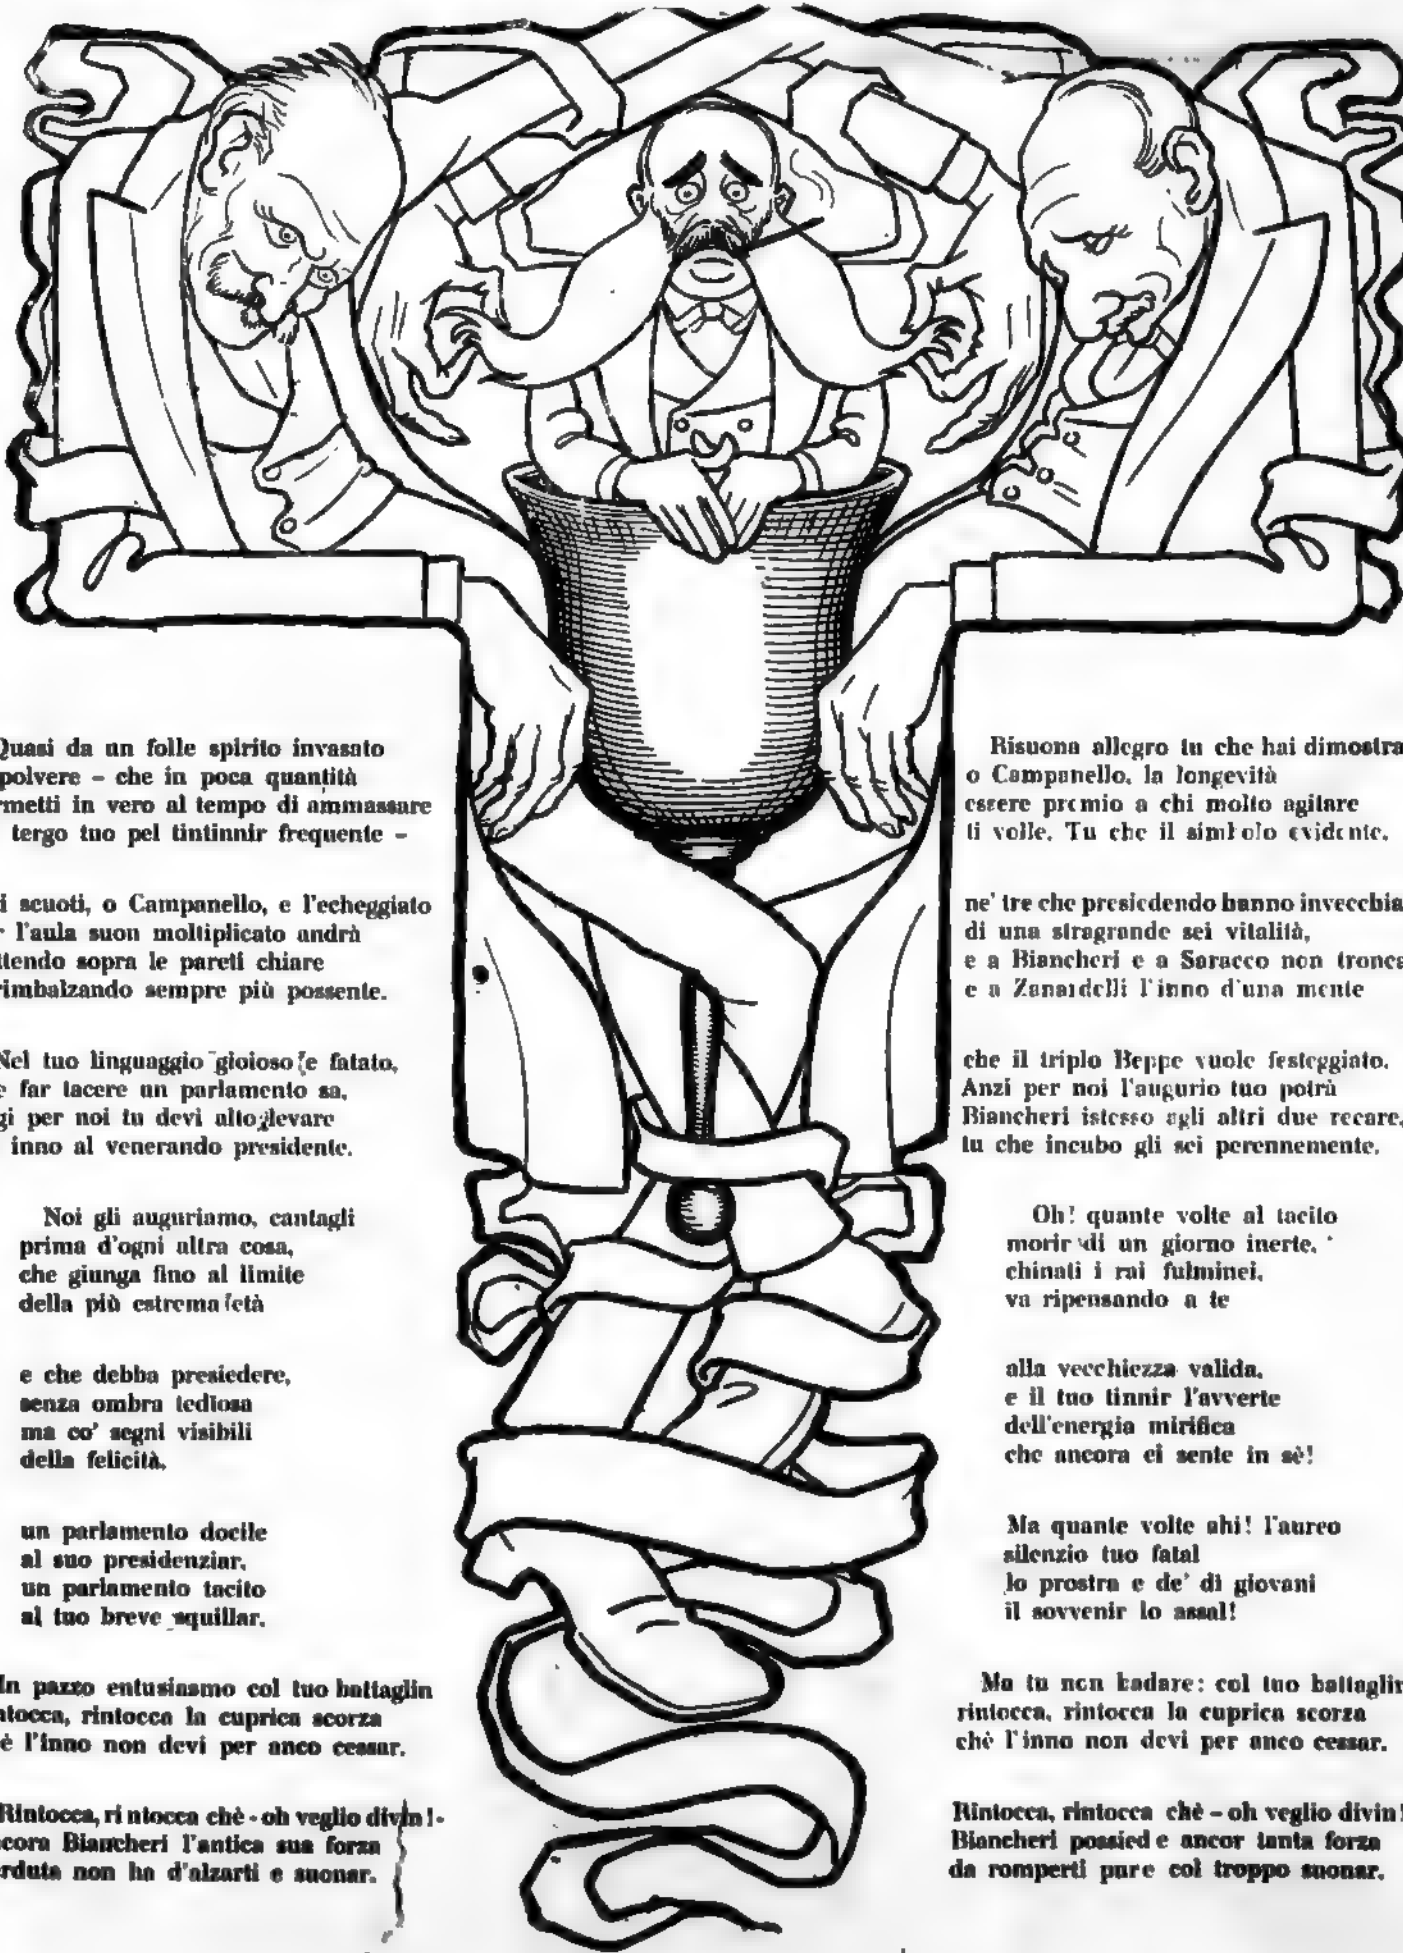 Quasi da un folle spirito invasato
polvere – che in poca quantità
rmetti in vero al tempo di ammassare
tergo tuo pel tintinnir frequente –
i scuoti, o Campanello, e l'echeggiato
r l'aula suon moltiplicato andrà
ttendo sopra le pareti chiare
rimbalzando sempre più possente.
Nel tuo linguaggio gioioso e fatato,
e far tacere un parlamento sa,
gi per noi tu devi alto levare
inno al venerando presidente.
Noi gli auguriamo, cantagli
prima d'ogni altra cosa,
che giunga fino al limite
della più estrema età
e che debba presiedere,
senza ombra tediosa
ma co' segni visibili
della felicità,
un parlamento docile
al suo presidenziar,
un parlamento tacito
al tuo breve squillar.
In pazzo entusiasmo col tuo battaglin
ntocca, rintocca la cuprica scorza
è l'inno non devi per anco cessar.
Rintocca, rintocca chè - oh veglio divin! -
cora Biancheri l'antica sua forza
rduta non ha d'alzarti e suonar.
Risuona allegro tu che hai dimostra
o Campanello, la longevità
essere premio a chi molto agitare
ti volle. Tu che il simbolo evidente,
ne' tre che presiedendo hanno invecchia
di una stragrande sei vitalità,
e a Biancheri e a Saracco non tronca
e a Zanardelli l'inno d'una mente
che il triplo Beppe vuole festeggiato.
Anzi per noi l'augurio tuo potrà
Biancheri istesso agli altri due recare,
tu che incubo gli sei perennemente.
Oh! quante volte al tacito
morir di un giorno inerte,
chinati i rai fulminei,
va ripensando a te
alla vecchiezza valida,
e il tuo tinnir l'avverte
dell'energia mirifica
che ancora ei sente in sè!
Ma quante volte ahi! l'aureo
silenzio tuo fatal
lo prostra e de' dì giovani
il sovvenir lo assal!
Ma tu non badare: col tuo battaglin
rintocca, rintocca la cuprica scorza
chè l'inno non devi per anco cessar.
Rintocca, rintocca chè – oh veglio divin!
Biancheri possiede ancor tanta forza
da romperti pure col troppo suonar.